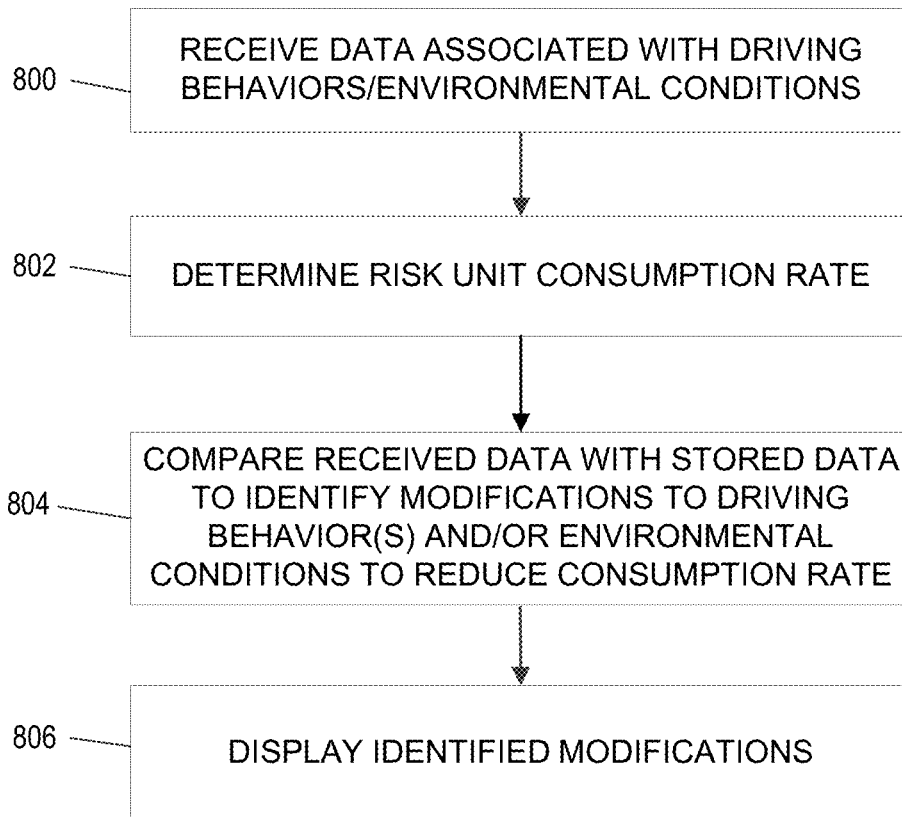 800
RECEIVE DATA ASSOCIATED WITH DRIVING
BEHAVIORS/ENVIRONMENTAL CONDITIONS
802
DETERMINE RISK UNIT CONSUMPTION RATE
804
COMPARE RECEIVED DATA WITH STORED DATA
TO IDENTIFY MODIFICATIONS TO DRIVING
BEHAVIOR(S) AND/OR ENVIRONMENTAL
CONDITIONS TO REDUCE CONSUMPTION RATE
806
DISPLAY IDENTIFIED MODIFICATIONS